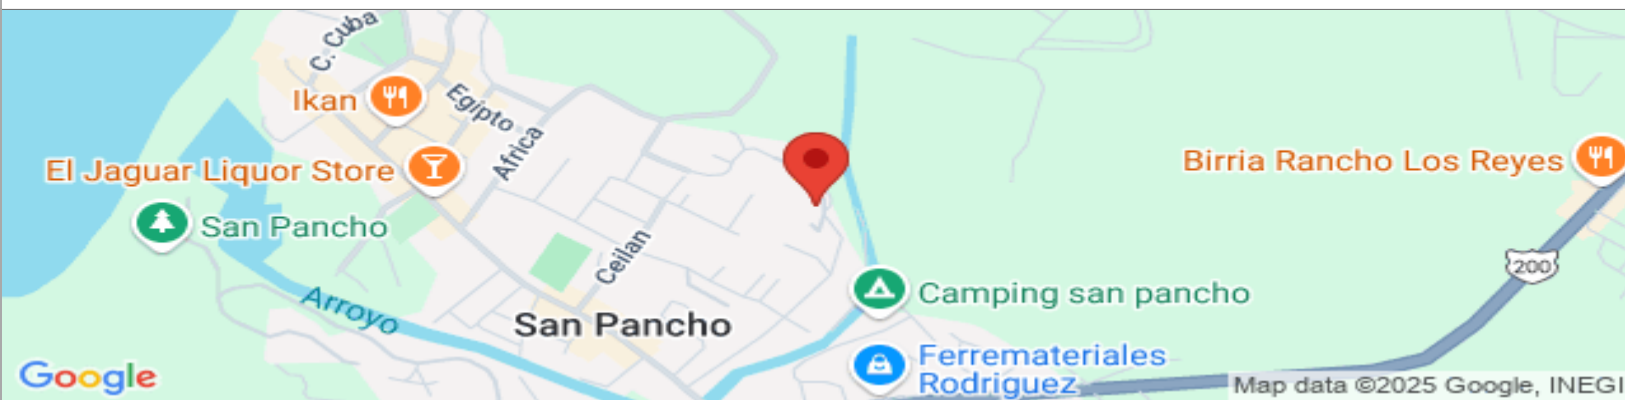 C. Cuba
Ikan
Egipto
Africa
El Jaguar Liquor Store
Birria Rancho Los Reyes
San Pancho
Ceilan
200
Arroyo
Camping san pancho
San Pancho
Ferremateriales
Rodriguez
Google
Map data ©2025 Google, INEGI